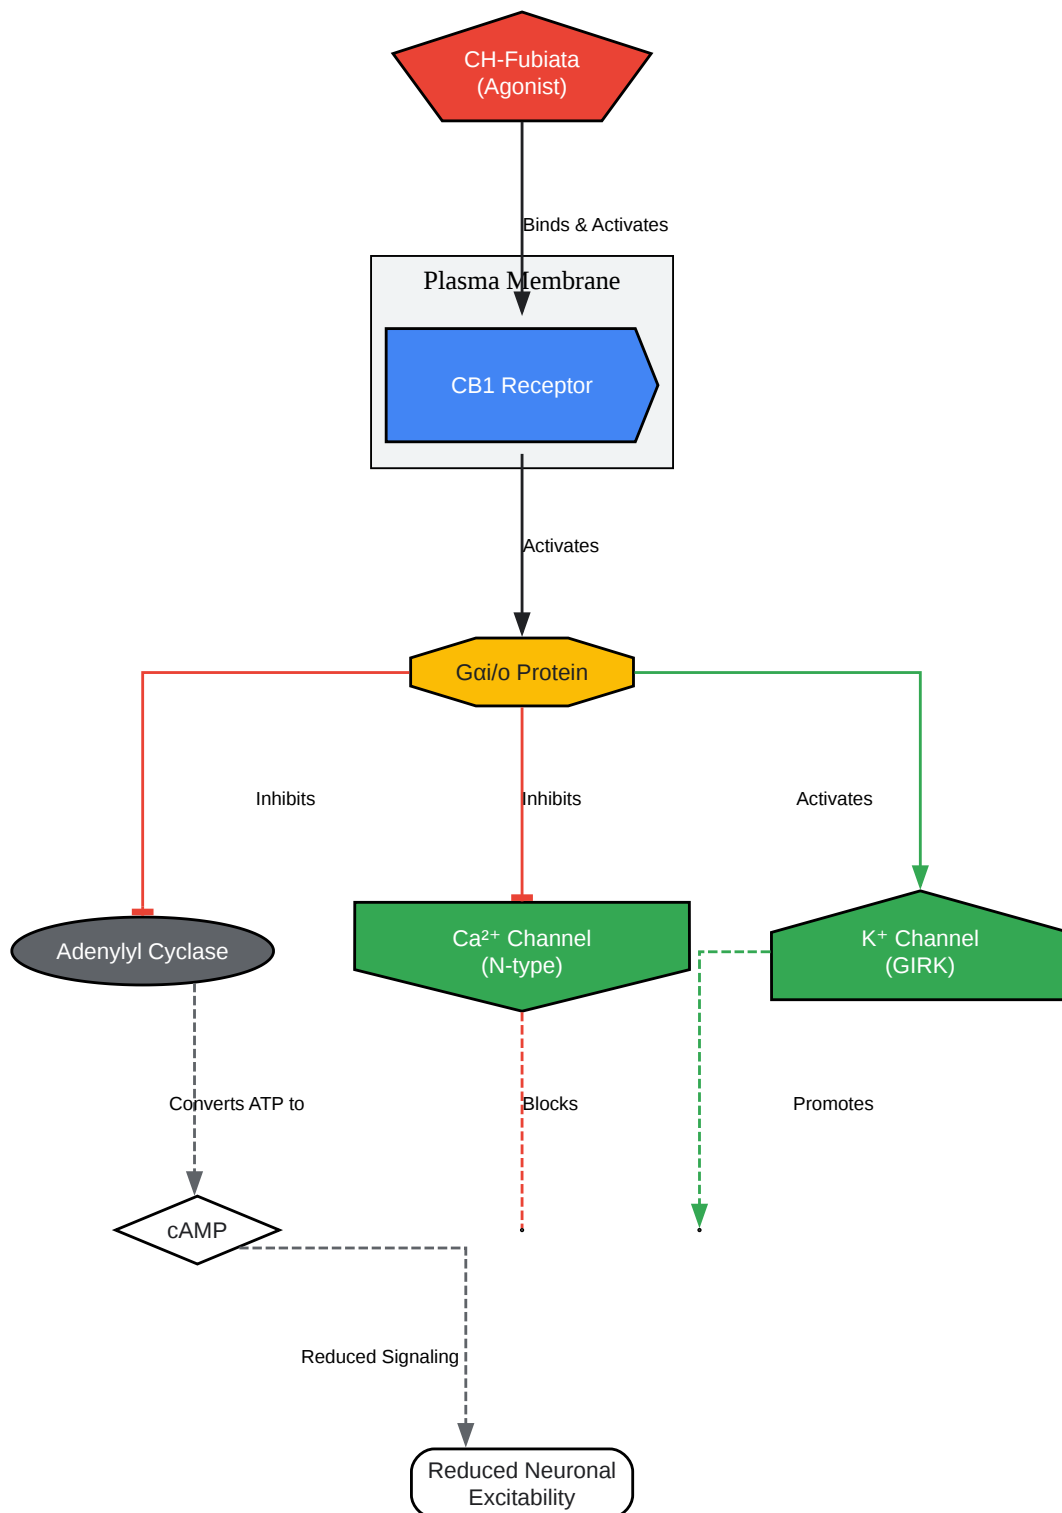 CH-Fubiata
(Agonist)
Binds & Activates
Plasma Membrane
CB1 Receptor
Activates
Gαi/o Protein
Inhibits
Inhibits
Activates
Adenylyl Cyclase
Ca²⁺ Channel
(N-type)
K⁺ Channel
(GIRK)
Converts ATP to
Blocks
Promotes
cAMP
Reduced Signaling
Reduced Neuronal
Excitability